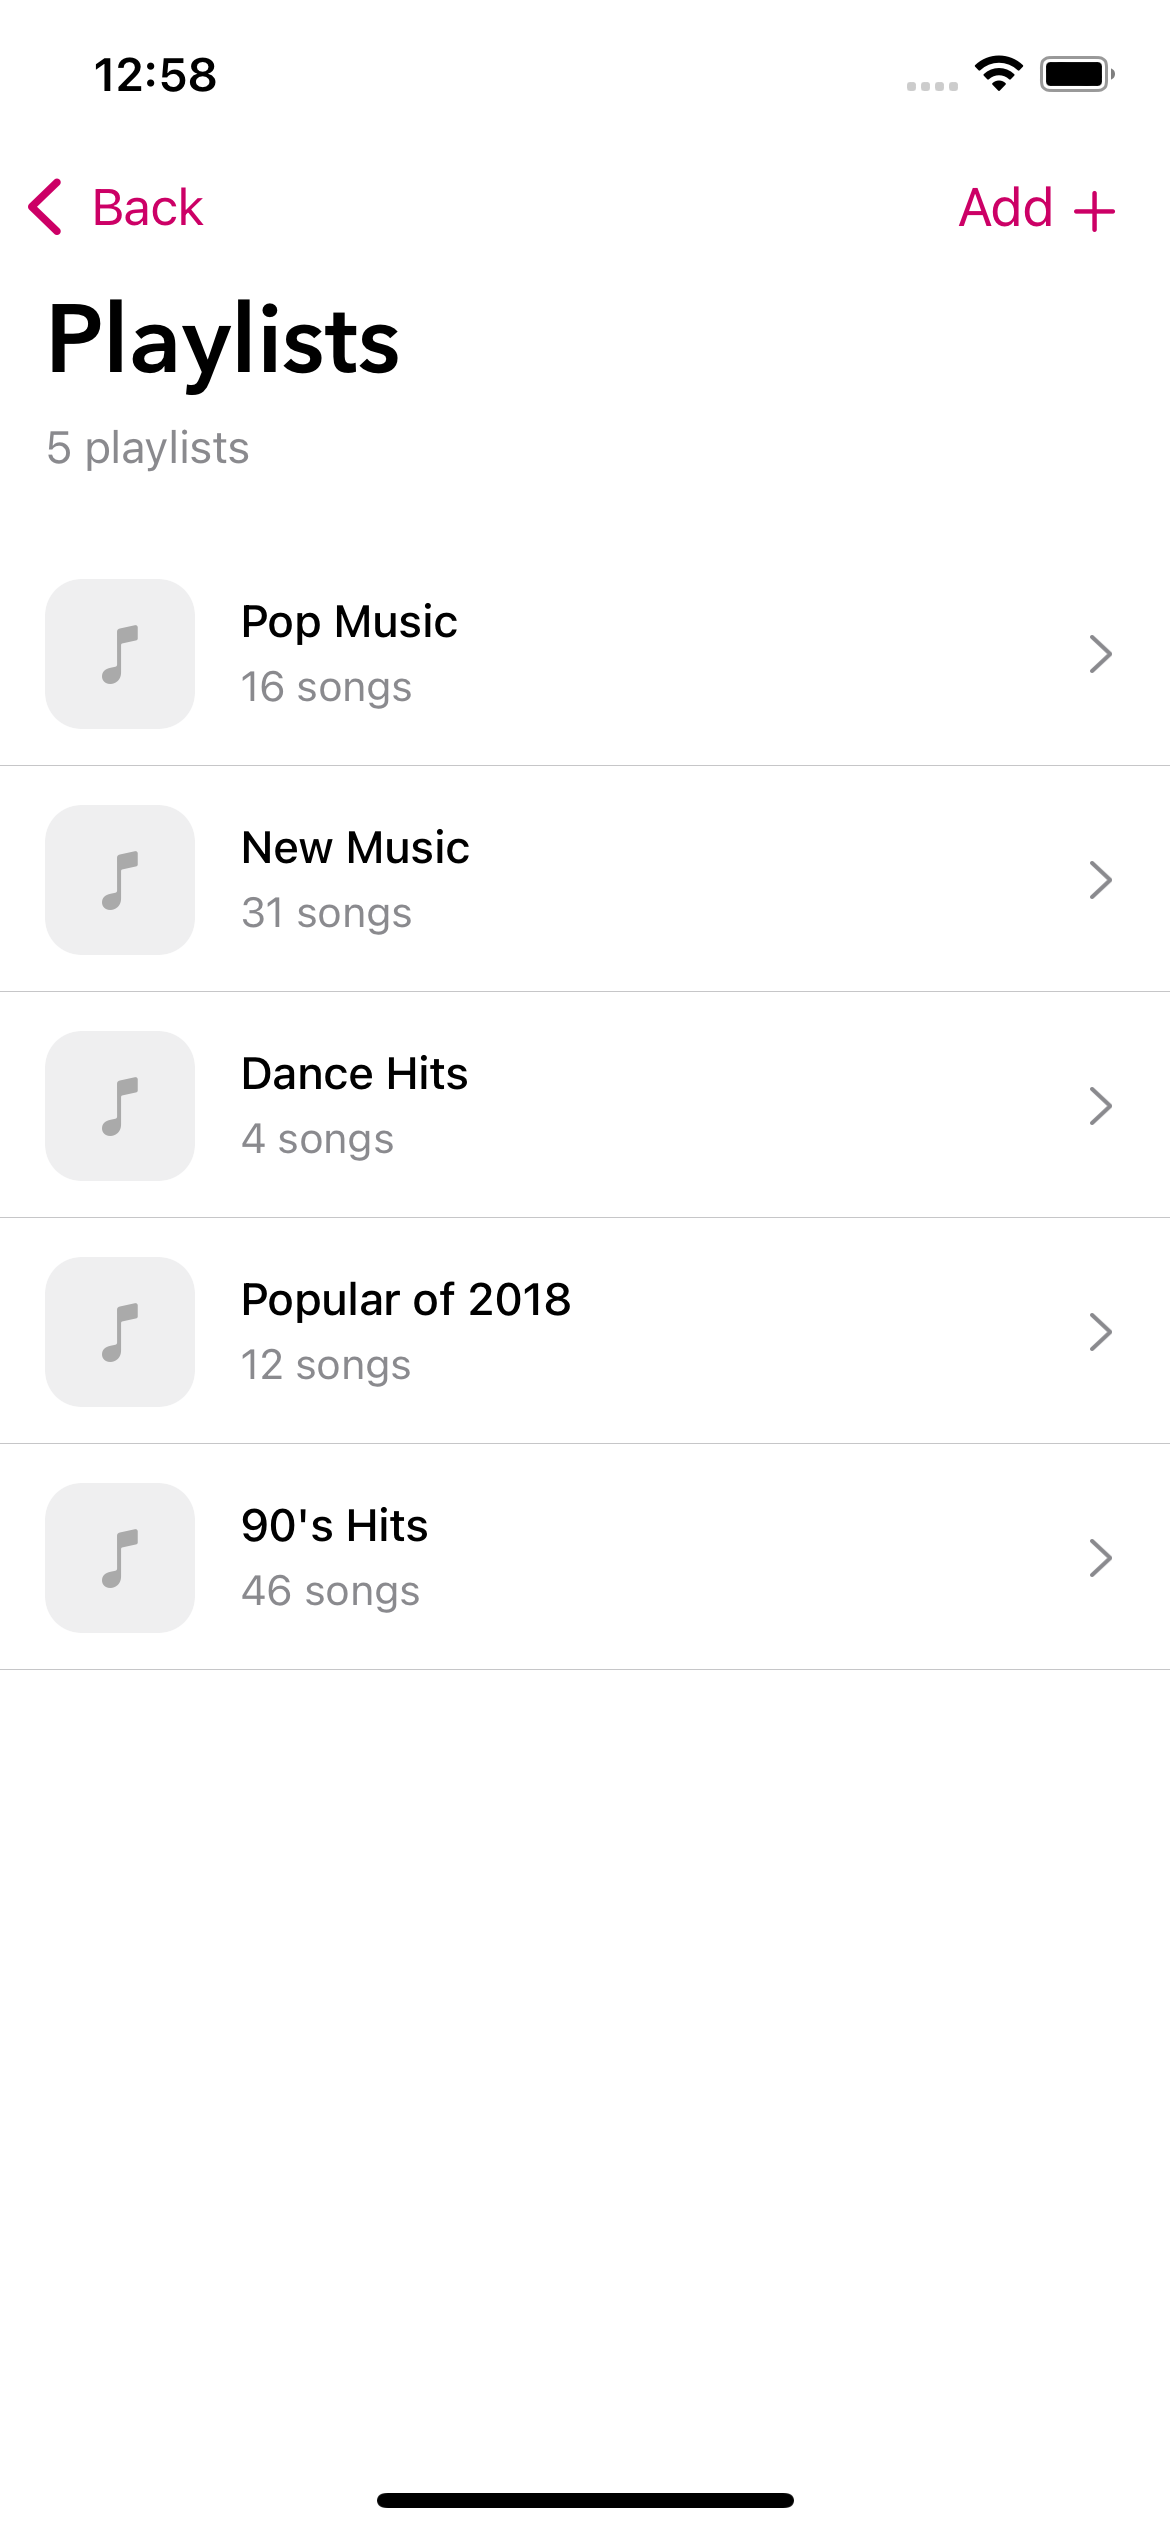 12:58
Back
Add +
Playlists
5 playlists
Pop Music
16 songs
New Music
31 songs
Dance Hits
4 songs
Popular of 2018
12 songs
90's Hits
46 songs